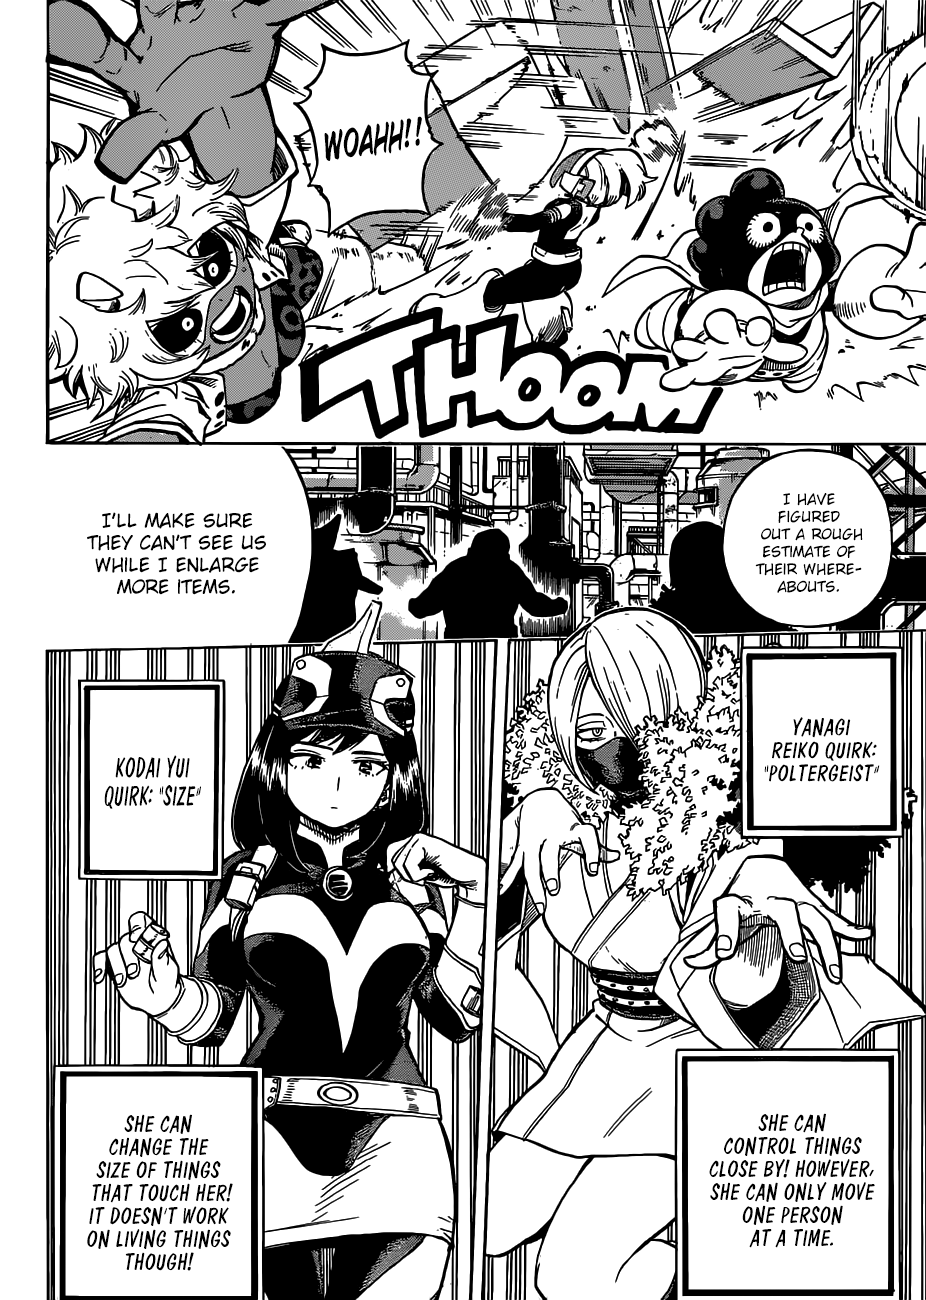 WOAHH!!
THOOM
I HAVE
FIGURED
OUT A ROUGH
ESTIMATE OF
THEIR WHERE-
ABOUTS.
I'LL MAKE SURE
THEY CAN'T SEE US
WHILE I ENLARGE
MORE ITEMS.
YANAGI
REIKO QUIRK:
"POLTERGEIST"
SHE CAN
CONTROL THINGS
CLOSE BY! HOWEVER,
SHE CAN ONLY MOVE
ONE PERSON
AT A TIME.
KODAI YUI
QUIRK: "SIZE"
SHE CAN
CHANGE THE
SIZE OF THINGS
THAT TOUCH HER!
IT DOESN'T WORK
ON LIVING THINGS
THOUGH!